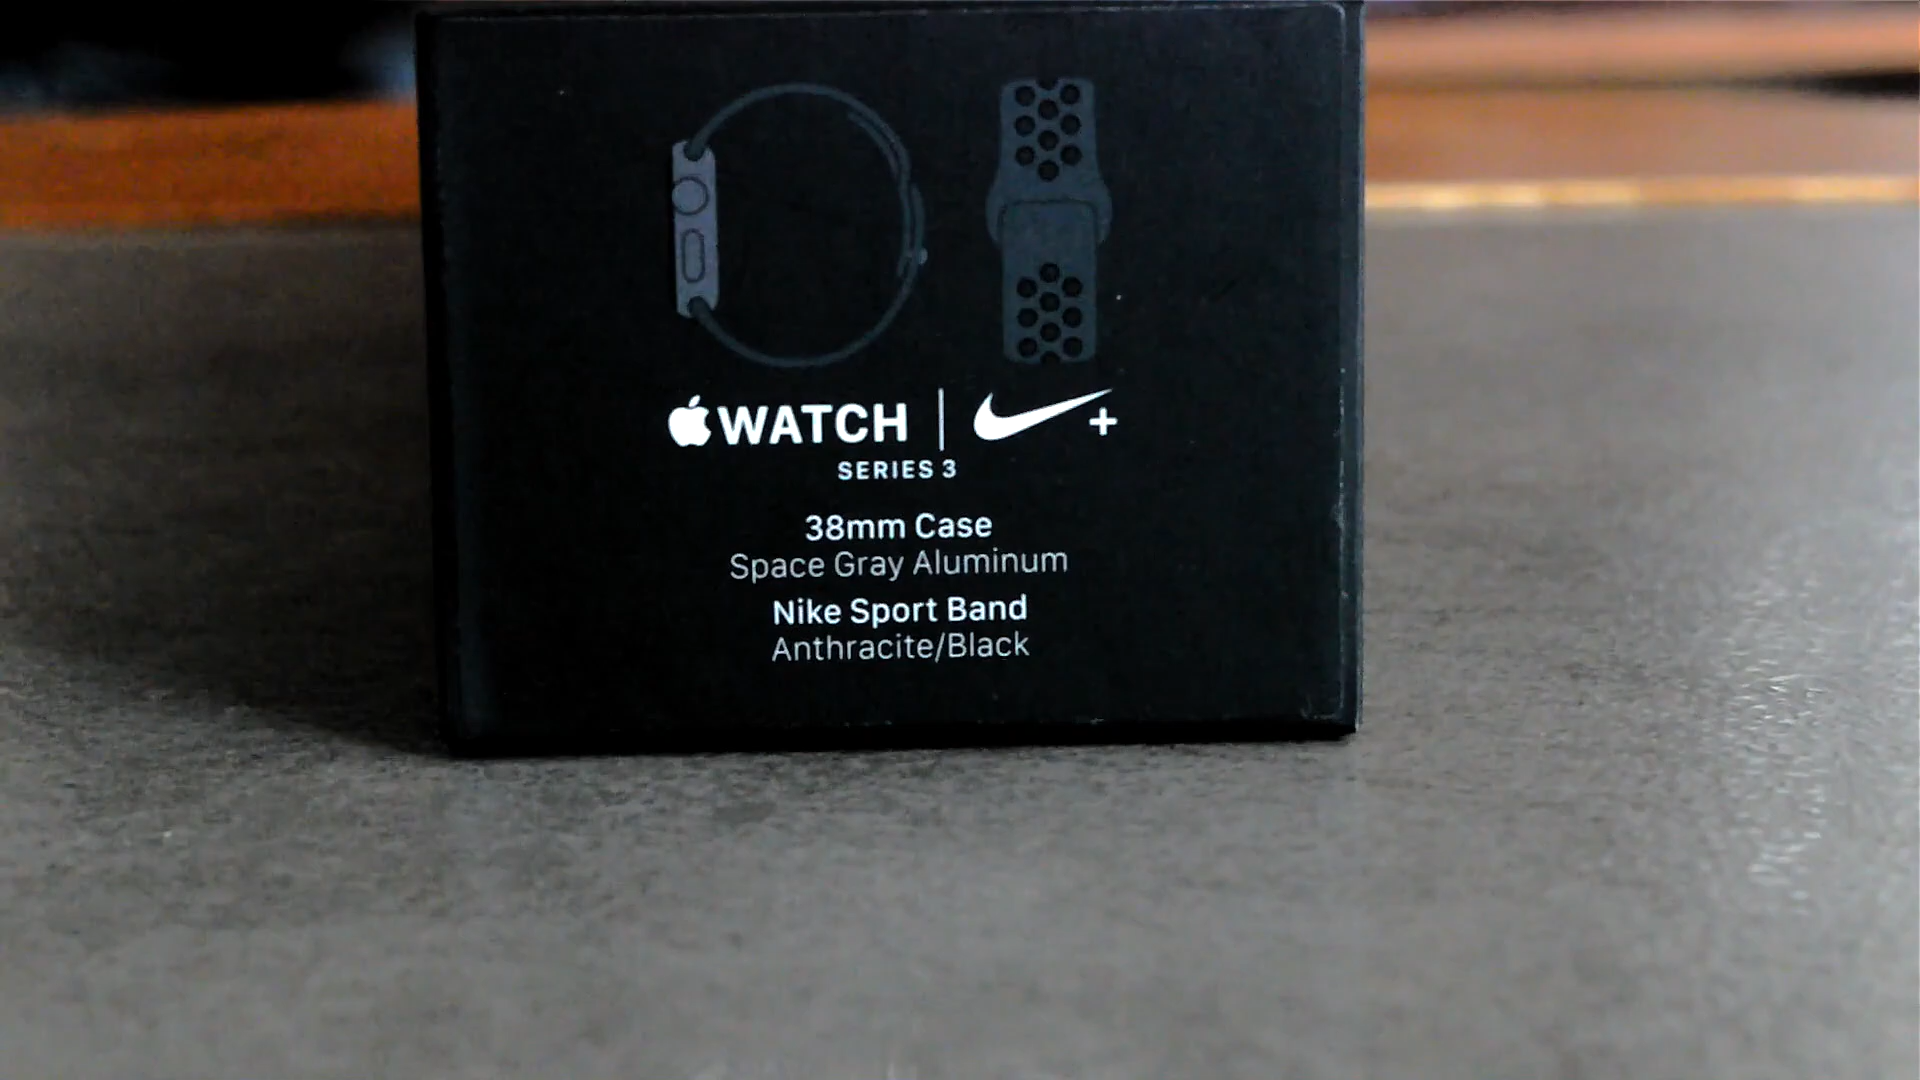 WATCH | +
SERIES 3
38mm Case
Space Gray Aluminum
Nike Sport Band
Anthracite/Black